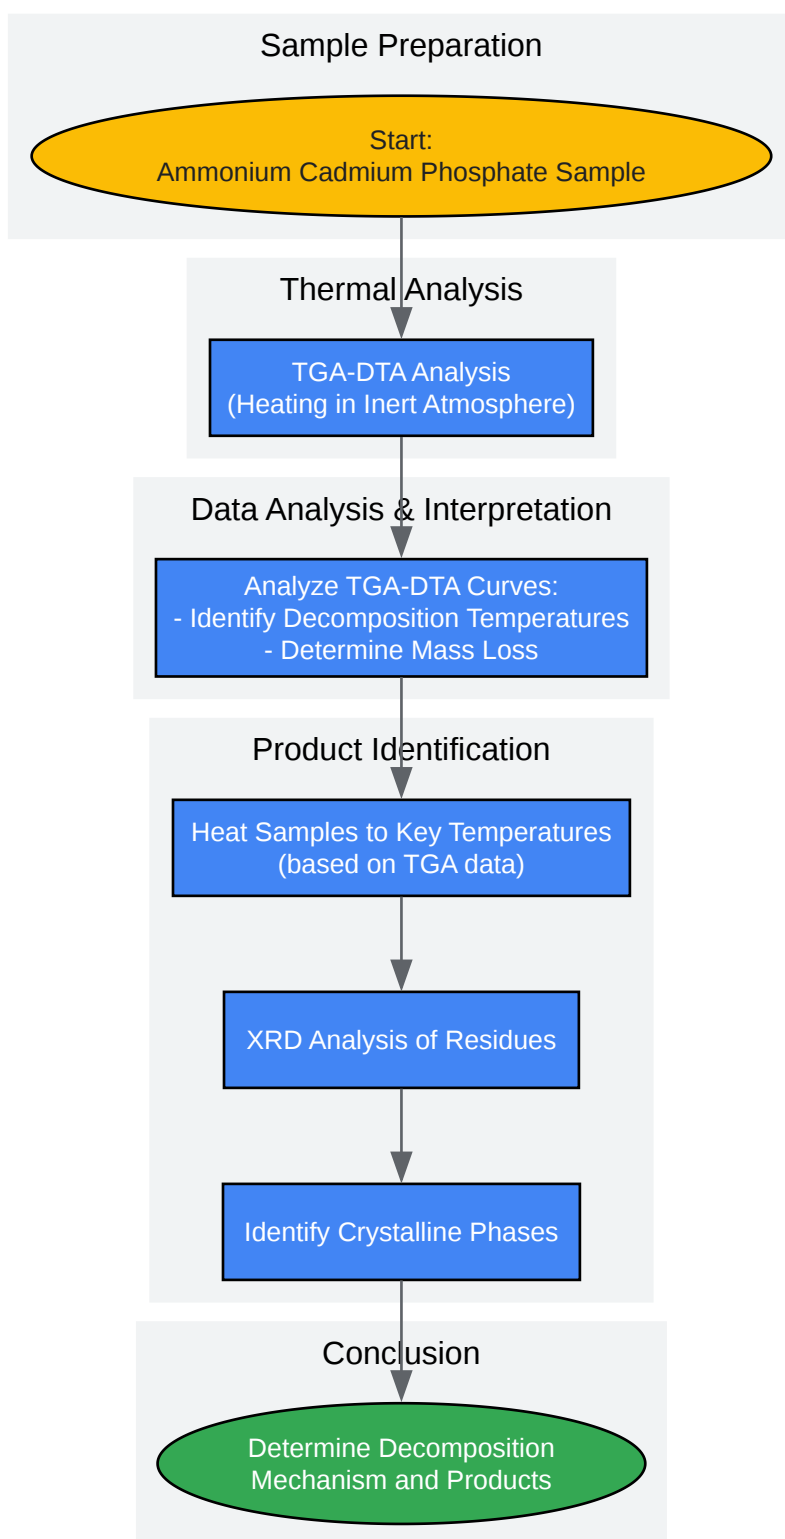 Sample Preparation
Start:
Ammonium Cadmium Phosphate Sample
Thermal Analysis
TGA-DTA Analysis
(Heating in Inert Atmosphere)
Data Analysis & Interpretation
Analyze TGA-DTA Curves:
- Identify Decomposition Temperatures
- Determine Mass Loss
Product Identification
Heat Samples to Key Temperatures
(based on TGA data)
XRD Analysis of Residues
Identify Crystalline Phases
Conclusion
Determine Decomposition
Mechanism and Products